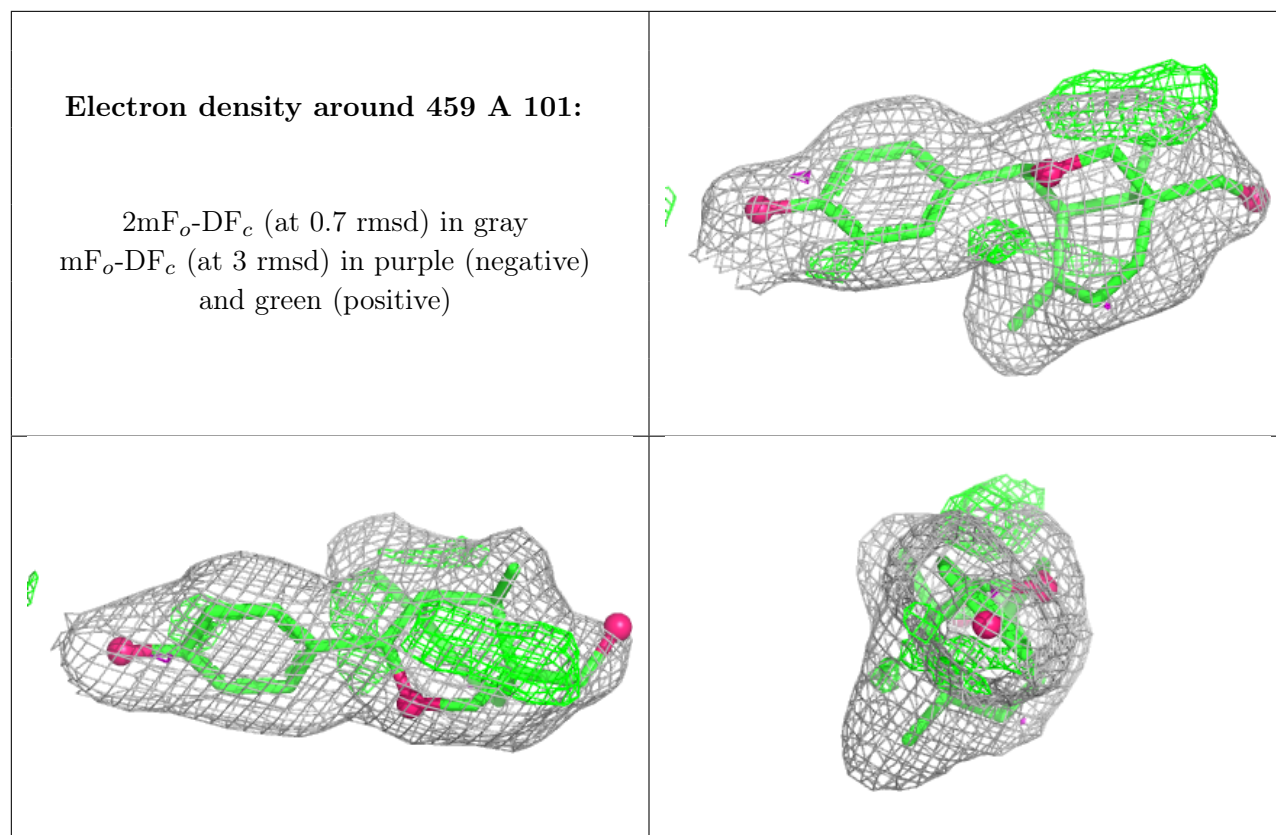 Electron density around 459 A 101:
2mFo-DFc (at 0.7 rmsd) in gray
mFo-DFc (at 3 rmsd) in purple (negative)
and green (positive)